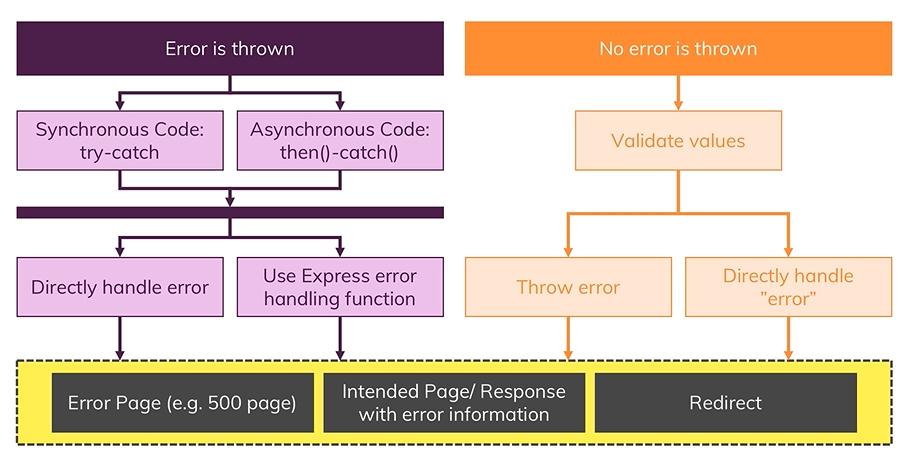 Error is thrown
No error is thrown
Synchronous Code:
try-catch
Asynchronous Code:
then()-catch()
Validate values
Directly handle error
Use Express error
handling function
Throw error
Directly handle
”error”
Error Page (e.g. 500 page)
Intended Page/ Response
with error information
Redirect